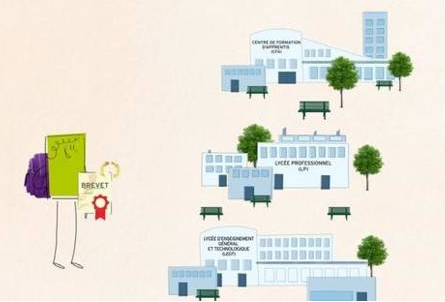 CENTRE DE FORMATION
D'APPRENTIS
(CFA)
BREVET
LYCÉE PROFESSIONNEL
(LP)
LYCÉE D'ENSEIGNEMENT
GÉNÉRAL
ET TECHNOLOGIQUE
(LEGT)